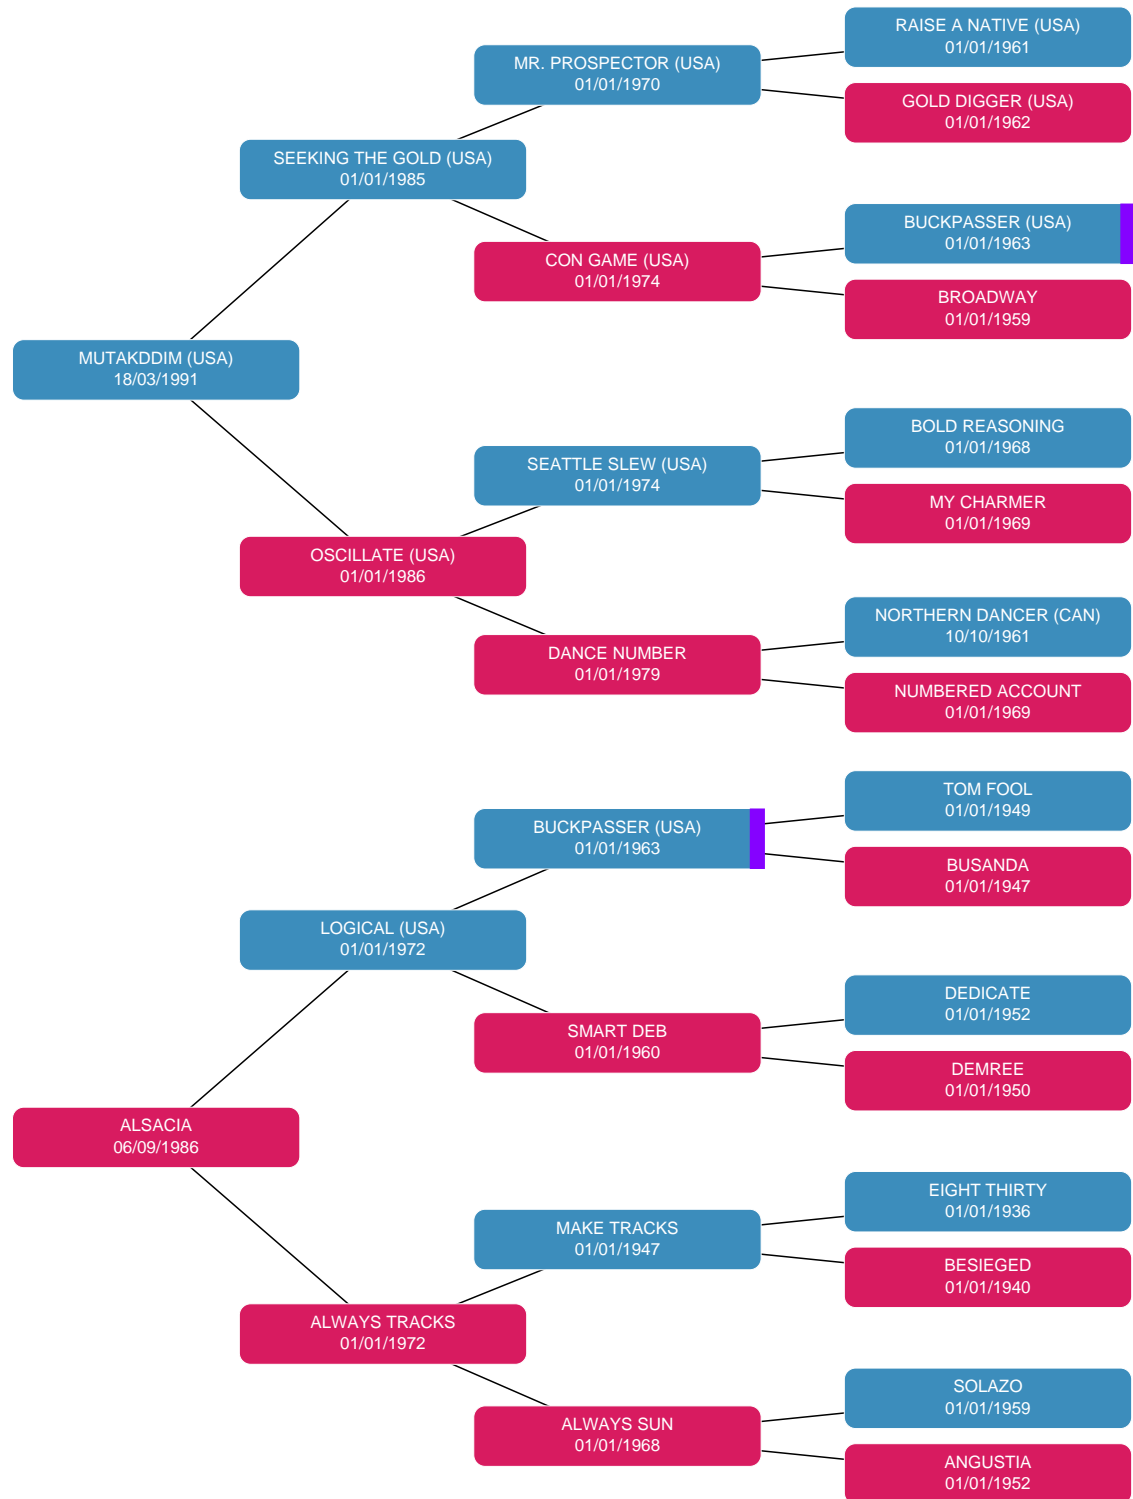 RAISE A NATIVE (USA)
01/01/1961
MR. PROSPECTOR (USA)
01/01/1970
GOLD DIGGER (USA)
01/01/1962
SEEKING THE GOLD (USA)
01/01/1985
BUCKPASSER (USA)
01/01/1963
CON GAME (USA)
01/01/1974
BROADWAY
01/01/1959
MUTAKDDIM (USA)
18/03/1991
BOLD REASONING
01/01/1968
SEATTLE SLEW (USA)
01/01/1974
MY CHARMER
01/01/1969
OSCILLATE (USA)
01/01/1986
NORTHERN DANCER (CAN)
10/10/1961
DANCE NUMBER
01/01/1979
NUMBERED ACCOUNT
01/01/1969
TOM FOOL
01/01/1949
BUCKPASSER (USA)
01/01/1963
BUSANDA
01/01/1947
LOGICAL (USA)
01/01/1972
DEDICATE
01/01/1952
SMART DEB
01/01/1960
DEMREE
01/01/1950
ALSACIA
06/09/1986
EIGHT THIRTY
01/01/1936
MAKE TRACKS
01/01/1947
BESIEGED
01/01/1940
ALWAYS TRACKS
01/01/1972
SOLAZO
01/01/1959
ALWAYS SUN
01/01/1968
ANGUSTIA
01/01/1952